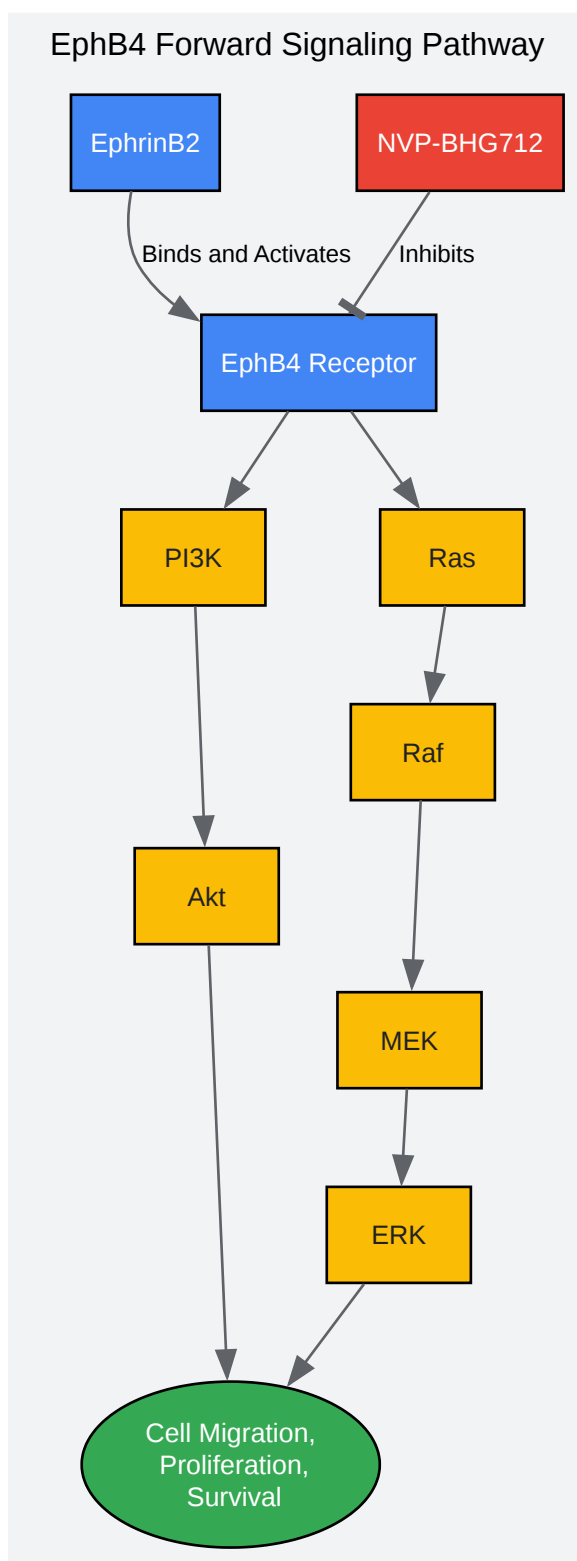 EphB4 Forward Signaling Pathway
EphrinB2
NVP-BHG712
Binds and Activates
Inhibits
EphB4 Receptor
PI3K
Ras
Raf
Akt
MEK
ERK
Cell Migration,
Proliferation,
Survival